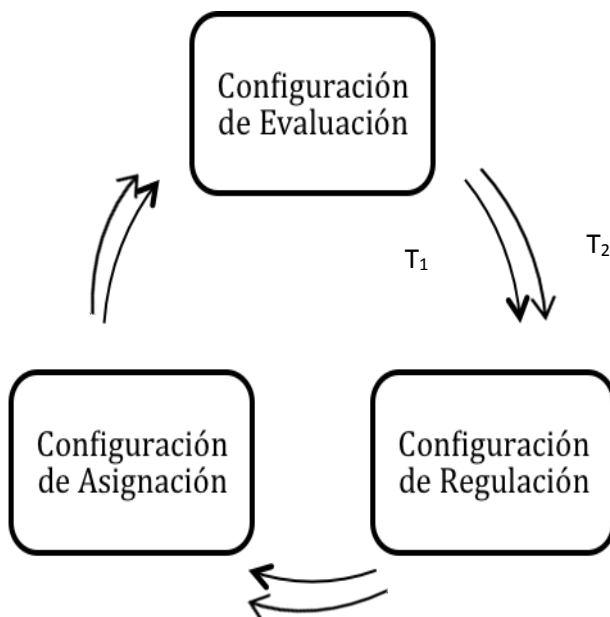 Configuración
de Evaluación
T₁
T₂
Configuración
de Asignación
Configuración
de Regulación